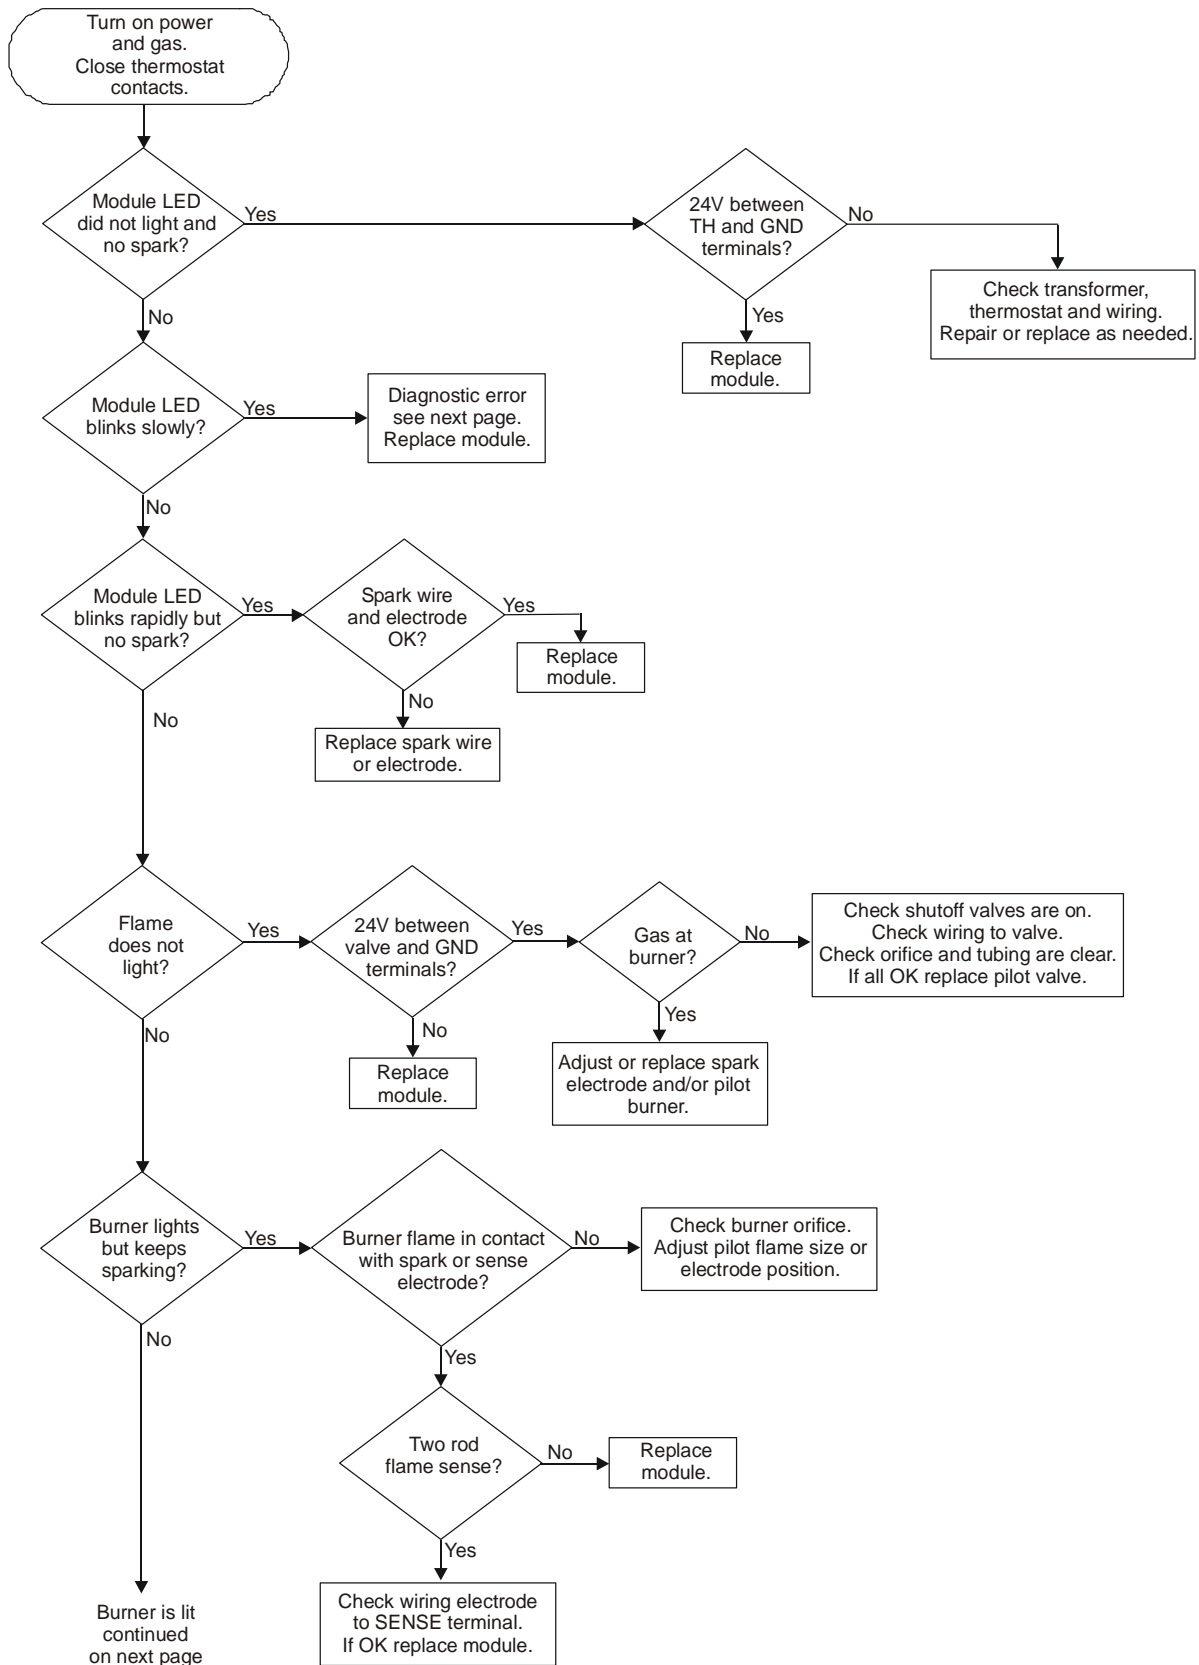 Turn on power
and gas.
Close thermostat
contacts.
Module LED
did not light and
no spark?
Yes
24V between
TH and GND
terminals?
No
Check transformer,
thermostat and wiring.
Repair or replace as needed.
Yes
Replace
module.
No
Module LED
blinks slowly?
Yes
Diagnostic error
see next page.
Replace module.
No
Module LED
blinks rapidly but
no spark?
Yes
Spark wire
and electrode
OK?
Yes
Replace
module.
No
Replace spark wire
or electrode.
No
Flame
does not
light?
Yes
24V between
valve and GND
terminals?
Yes
Gas at
burner?
No
Check shutoff valves are on.
Check wiring to valve.
Check orifice and tubing are clear.
If all OK replace pilot valve.
Yes
Adjust or replace spark
electrode and/or pilot
burner.
No
Replace
module.
No
Burner lights
but keeps
sparking?
Yes
Burner flame in contact
with spark or sense
electrode?
No
Check burner orifice.
Adjust pilot flame size or
electrode position.
Yes
Two rod
flame sense?
No
Replace
module.
Yes
Check wiring electrode
to SENSE terminal.
If OK replace module.
No
Burner is lit
continued
on next page